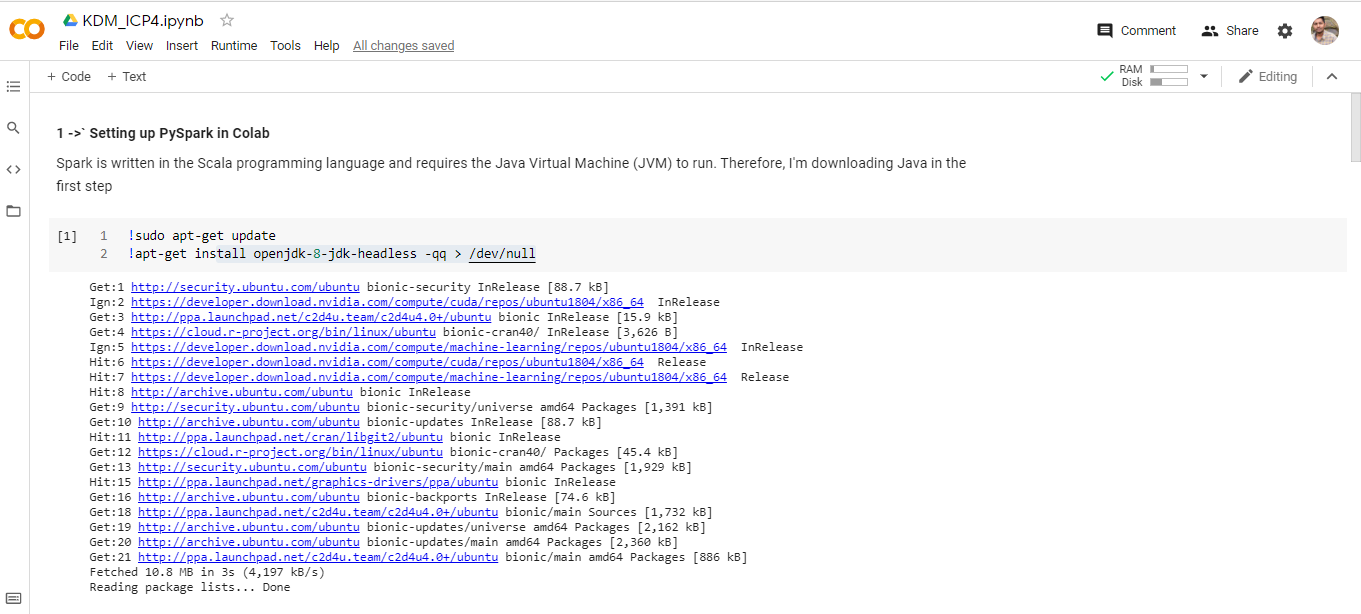 CO KDM_ICP4.ipynb
File Edit View Insert Runtime Tools Help All changes saved
Comment Share
+ Code + Text
RAM
Disk
Editing
1 ->` Setting up PySpark in Colab
Spark is written in the Scala programming language and requires the Java Virtual Machine (JVM) to run. Therefore, I'm downloading Java in the
first step
[1] 1 !sudo apt-get update
2 !apt-get install openjdk-8-jdk-headless -qq > /dev/null
Get:1 http://security.ubuntu.com/ubuntu bionic-security InRelease [88.7 kB]
Ign:2 https://developer.download.nvidia.com/compute/cuda/repos/ubuntu1804/x86_64 InRelease
Get:3 http://ppa.launchpad.net/c2d4u.team/c2d4u4.0+/ubuntu bionic InRelease [15.9 kB]
Get:4 https://cloud.r-project.org/bin/linux/ubuntu bionic-cran40/ InRelease [3,626 B]
Ign:5 https://developer.download.nvidia.com/compute/machine-learning/repos/ubuntu1804/x86_64 InRelease
Hit:6 https://developer.download.nvidia.com/compute/cuda/repos/ubuntu1804/x86_64 Release
Hit:7 https://developer.download.nvidia.com/compute/machine-learning/repos/ubuntu1804/x86_64 Release
Hit:8 http://archive.ubuntu.com/ubuntu bionic InRelease
Get:9 http://security.ubuntu.com/ubuntu bionic-security/universe amd64 Packages [1,391 kB]
Get:10 http://archive.ubuntu.com/ubuntu bionic-updates InRelease [88.7 kB]
Hit:11 http://ppa.launchpad.net/cran/libgit2/ubuntu bionic InRelease
Get:12 https://cloud.r-project.org/bin/linux/ubuntu bionic-cran40/ Packages [45.4 kB]
Get:13 http://security.ubuntu.com/ubuntu bionic-security/main amd64 Packages [1,929 kB]
Hit:15 http://ppa.launchpad.net/graphics-drivers/ppa/ubuntu bionic InRelease
Get:16 http://archive.ubuntu.com/ubuntu bionic-backports InRelease [74.6 kB]
Get:18 http://ppa.launchpad.net/c2d4u.team/c2d4u4.0+/ubuntu bionic/main Sources [1,732 kB]
Get:19 http://archive.ubuntu.com/ubuntu bionic-updates/universe amd64 Packages [2,162 kB]
Get:20 http://archive.ubuntu.com/ubuntu bionic-updates/main amd64 Packages [2,360 kB]
Get:21 http://ppa.launchpad.net/c2d4u.team/c2d4u4.0+/ubuntu bionic/main amd64 Packages [886 kB]
Fetched 10.8 MB in 3s (4,197 kB/s)
Reading package lists... Done